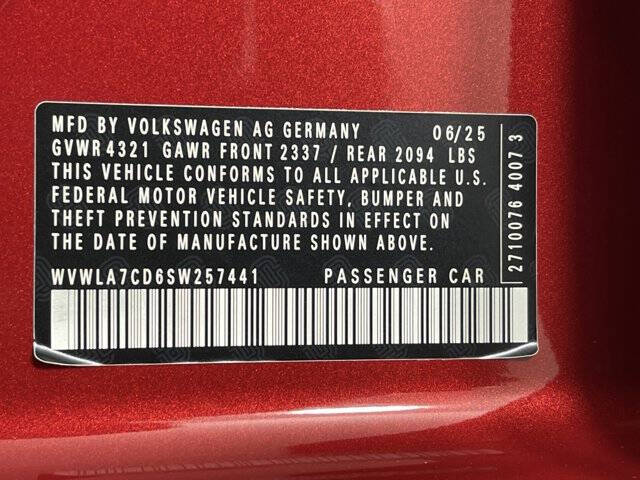 MFD BY VOLKSWAGEN AG GERMANY 06/25
GVWR 4321 GAWR FRONT 2337 / REAR 2094 LBS
THIS VEHICLE CONFORMS TO ALL APPLICABLE U.S.
FEDERAL MOTOR VEHICLE SAFETY, BUMPER AND
THEFT PREVENTION STANDARDS IN EFFECT ON
THE DATE OF MANUFACTURE SHOWN ABOVE.
WVWLA7CD6SW257441 PASSENGER CAR
2710076 4007 3